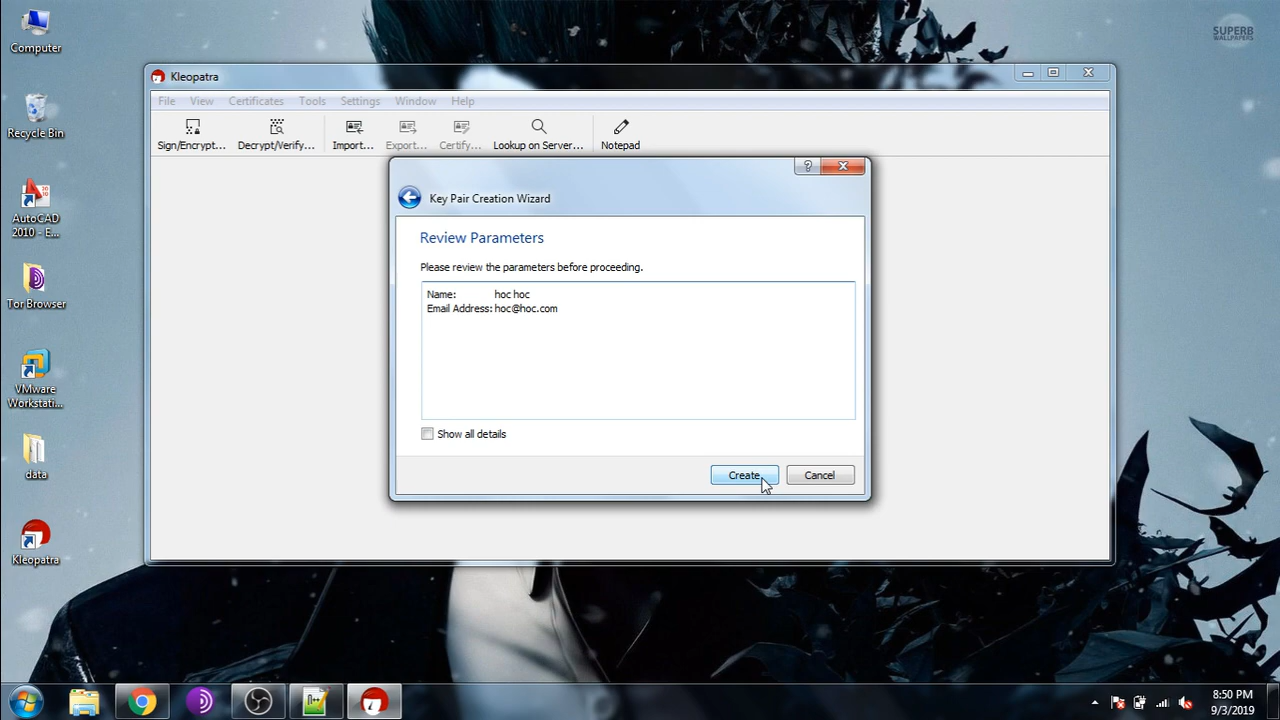 Computer
Recycle Bin
AutoCAD
2010 - E...
Tor Browser
VMware
Workstati...
data
Kleopatra
SUPERB
WALLPAPERS
Kleopatra
File View Certificates Tools Settings Window Help
Sign/Encrypt... Decrypt/Verify... Import... Export... Certify... Lookup on Server... Notepad
?
Key Pair Creation Wizard
Review Parameters
Please review the parameters before proceeding.
Name: hoc hoc
Email Address: hoc@hoc.com
Show all details
Create Cancel
8:50 PM
9/3/2019